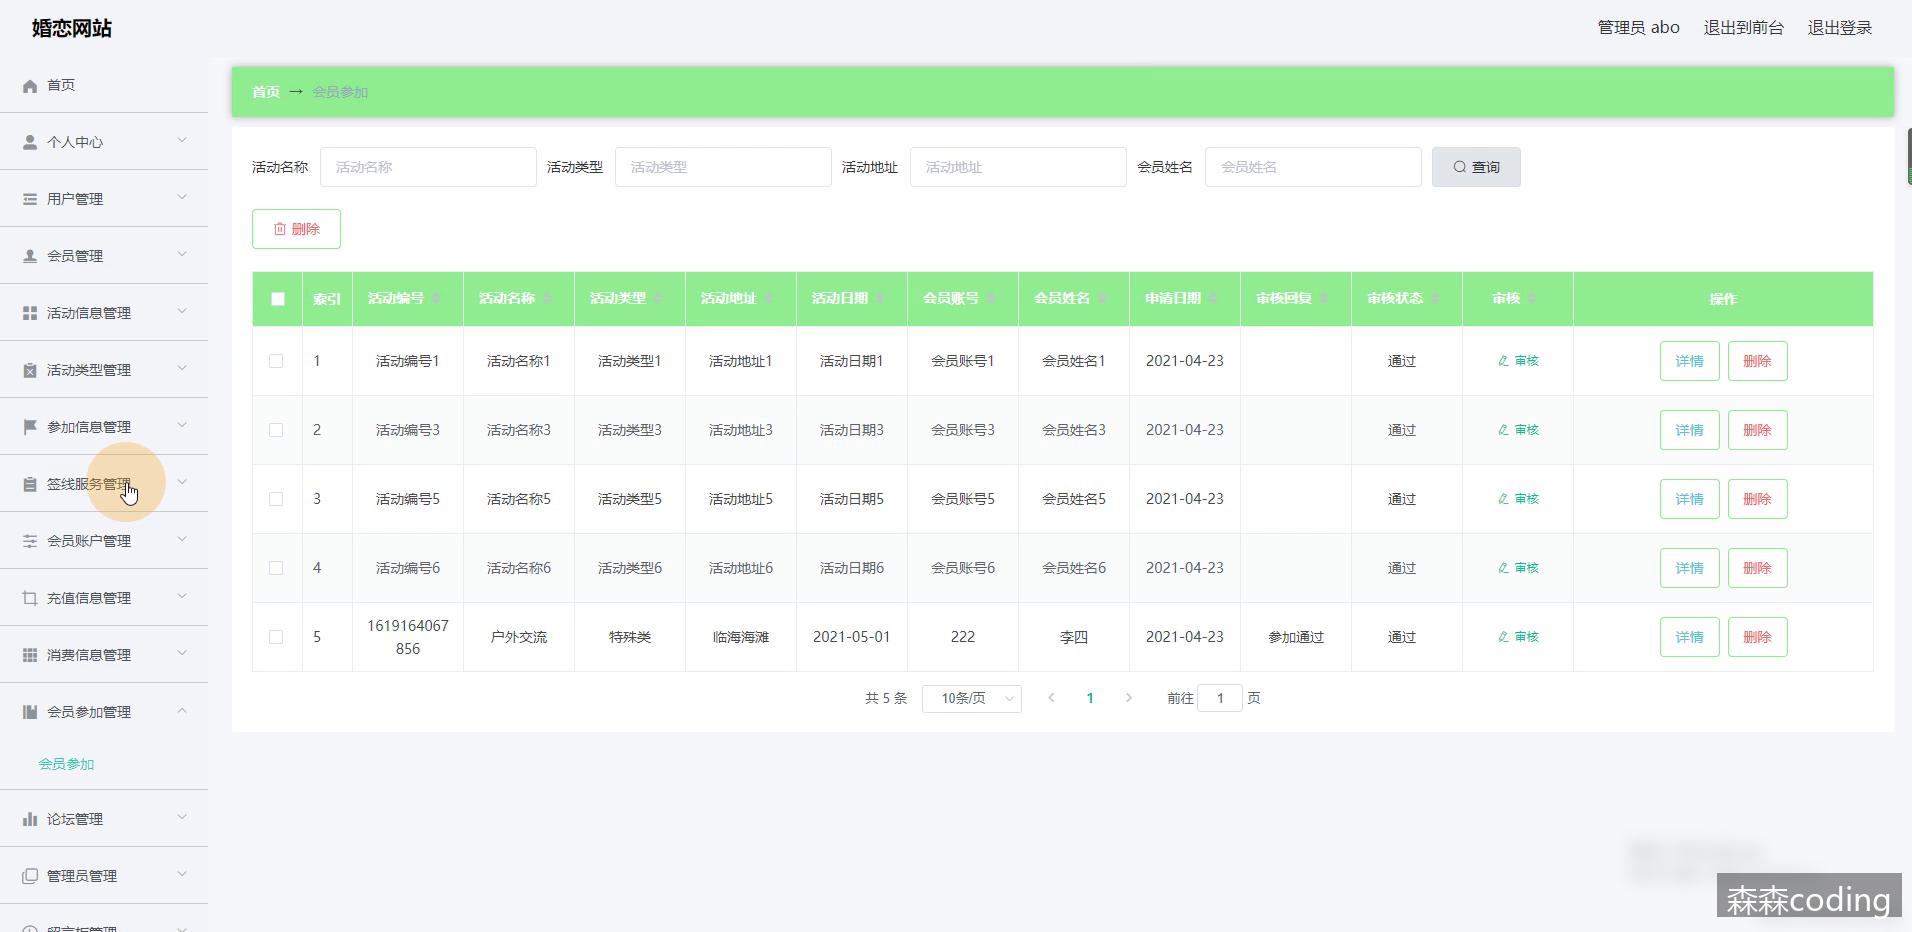 婚恋网站
管理员 abo 退出到前台 退出登录
首页
个人中心
用户管理
会员管理
活动信息管理
活动类型管理
参加信息管理
签线服务管理
会员账户管理
充值信息管理
消费信息管理
会员参加管理
会员参加
论坛管理
管理员管理
留言板管理
首页 → 会员参加
活动名称 活动名称 活动类型 活动类型 活动地址 活动地址 会员姓名 会员姓名 查询
删除
索引 活动编号 活动名称 活动类型 活动地址 活动日期 会员账号 会员姓名 申请日期 审核回复 审核状态 审核 操作
1 活动编号1 活动名称1 活动类型1 活动地址1 活动日期1 会员账号1 会员姓名1 2021-04-23 通过 审核 详情 删除
2 活动编号3 活动名称3 活动类型3 活动地址3 活动日期3 会员账号3 会员姓名3 2021-04-23 通过 审核 详情 删除
3 活动编号5 活动名称5 活动类型5 活动地址5 活动日期5 会员账号5 会员姓名5 2021-04-23 通过 审核 详情 删除
4 活动编号6 活动名称6 活动类型6 活动地址6 活动日期6 会员账号6 会员姓名6 2021-04-23 通过 审核 详情 删除
5 1619164067856 户外交流 特殊类 临海海滩 2021-05-01 222 李四 2021-04-23 参加通过 通过 审核 详情 删除
共 5 条 10条/页 1 前往 1 页
森森coding